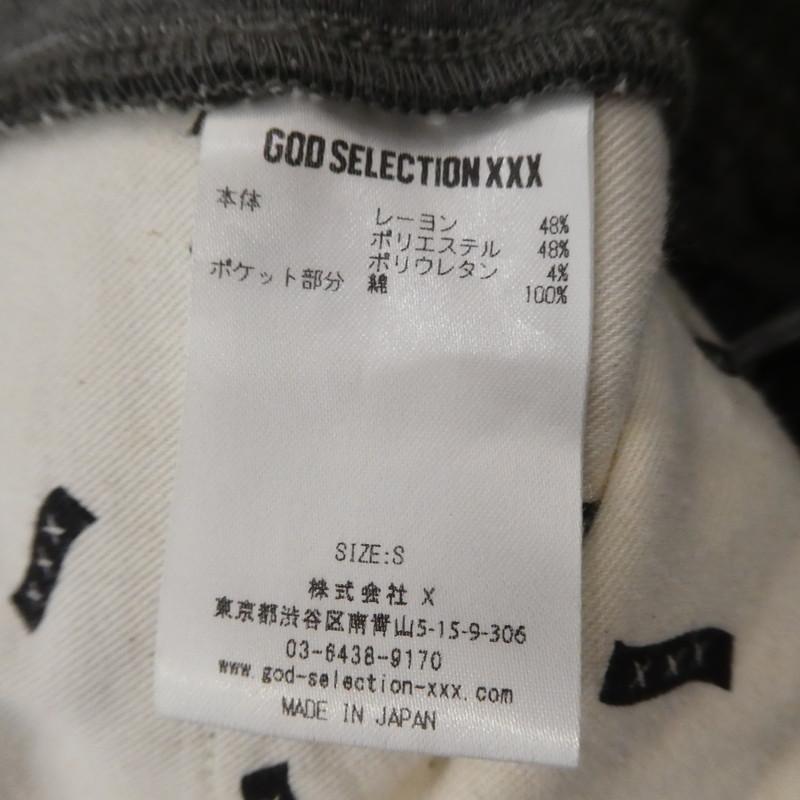 GOD SELECTION XXX
本体
レーヨン 48%
ポリエステル 48%
ポリウレタン 4%
ポケット部分 綿 100%
SIZE:S
株式会社 X
東京都渋谷区南青山5-15-9-306
03-6438-9170
www.god-selection-xxx.com
MADE IN JAPAN
XXX
XXX